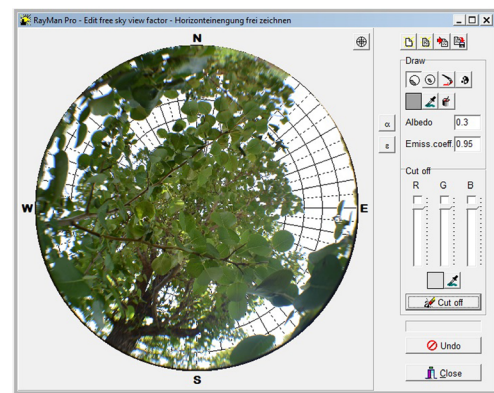 RayMan Pro - Edit free sky view factor - Horizonteinengung frei zeichnen
N
W
E
S
Draw
α
Albedo 0.3
ε
Emiss.coeff. 0.95
Cut off
R G B
Cut off
Undo
Close